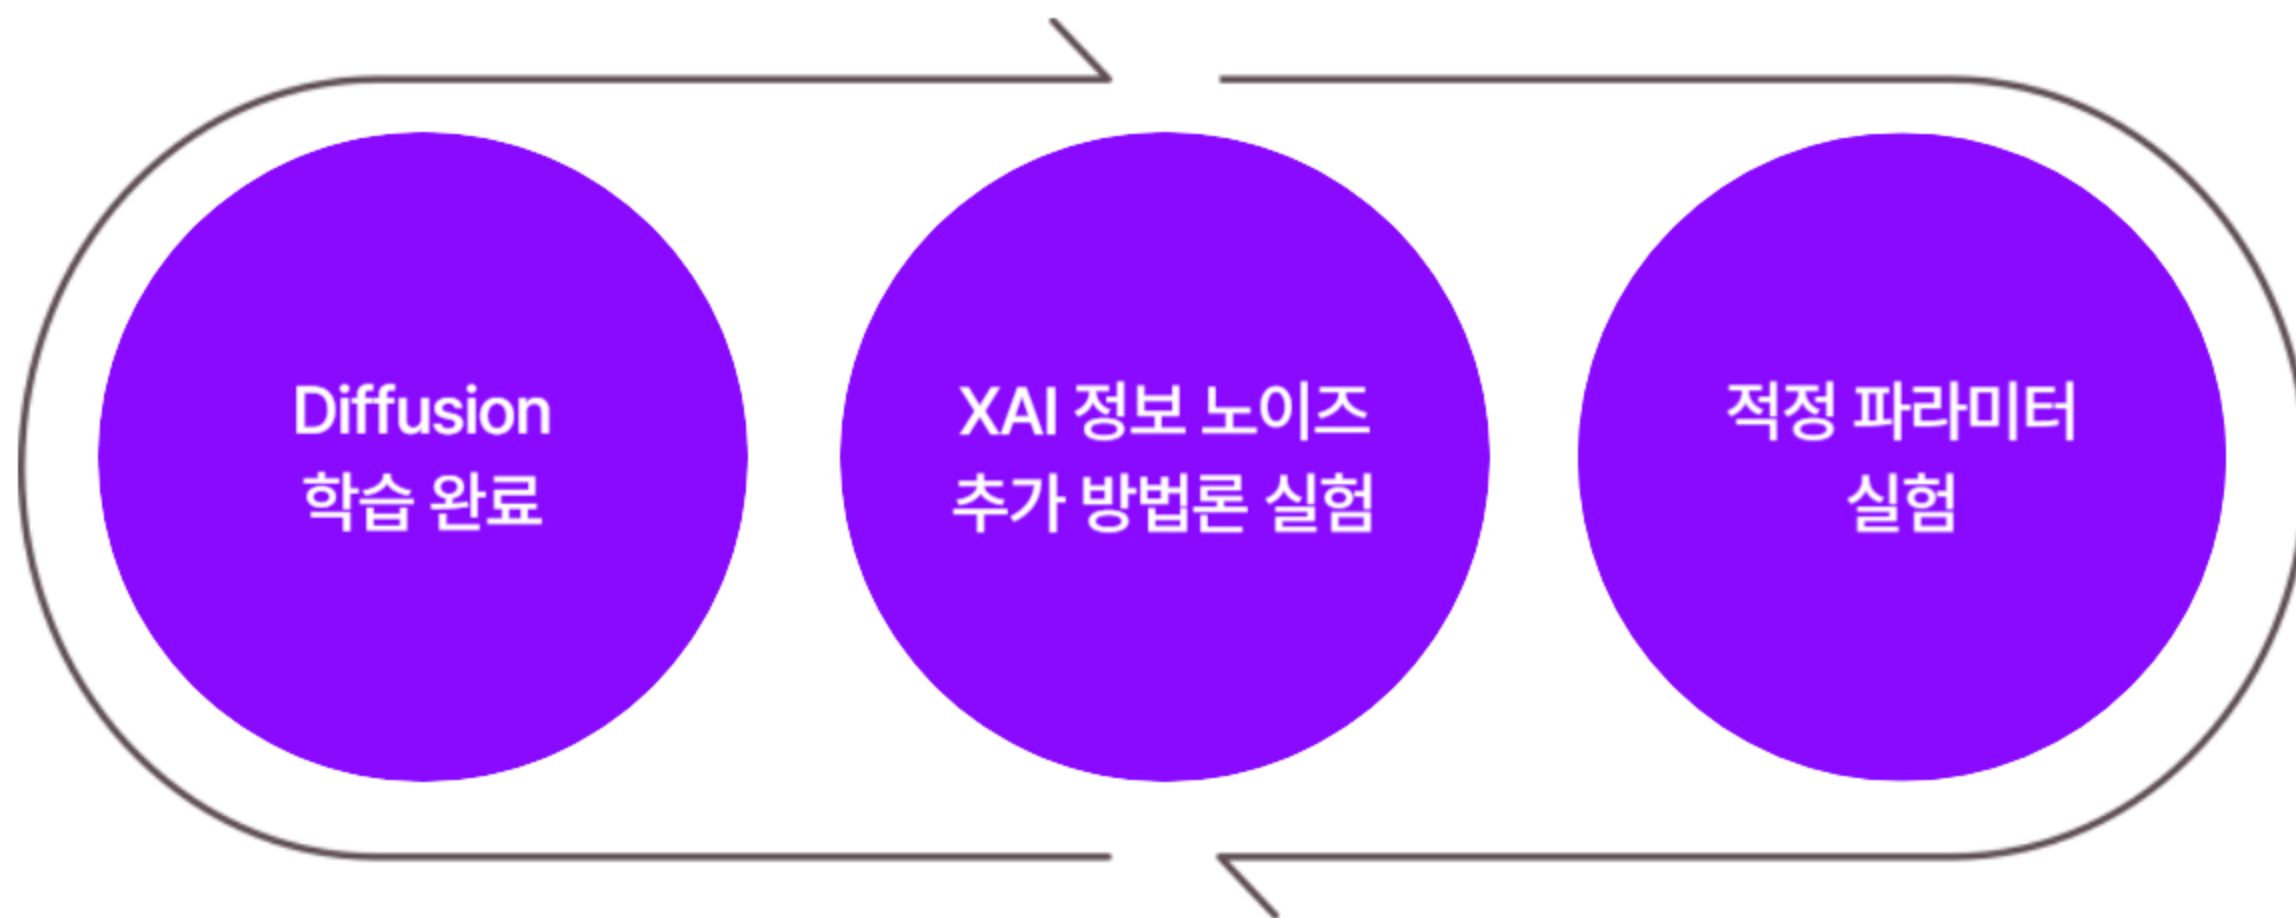 Diffusion
학습 완료
XAI 정보 노이즈
추가 방법론 실험
적정 파라미터
실험